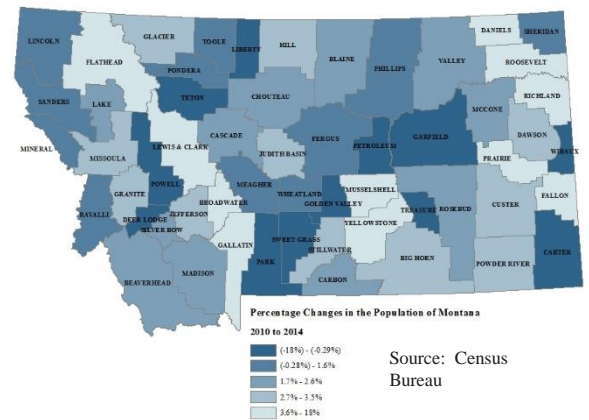 LINCOLN
FLATHEAD
GLACIER
TOOLE
LIBERTY
HILL
BLAINE
PHILLIPS
VALLEY
DANIELS
SHERIDAN
ROOSEVELT
PONDERA
TETON
CHOUTEAU
RICHLAND
SANDERS
LAKE
MCCONE
MINERAL
MISSOULA
LEWIS & CLARK
CASCADE
JUDITH BASIN
FERGUS
PETROLEUM
GARFIELD
DAWSON
WIBAUX
PRAIRIE
POWELL
GRANITE
MEAGHER
WHEATLAND
MUSSELSHELL
GOLDEN VALLEY
RAVALLI
DEER LODGE
SILVER BOW
JEFFERSON
BROADWATER
YELLOWSTONE
TREASURE
ROSEBUD
CUSTER
FALLON
GALLATIN
PARK
SWEET GRASS
STILLWATER
BIG HORN
POWDER RIVER
CARTER
BEAVERHEAD
MADISON
CARBON
Percentage Changes in the Population of Montana
2010 to 2014
(-18%) - (-0.29%)
(-0.28%) - 1.6%
1.7% - 2.6%
2.7% - 3.5%
3.6% - 18%
Source: Census
Bureau